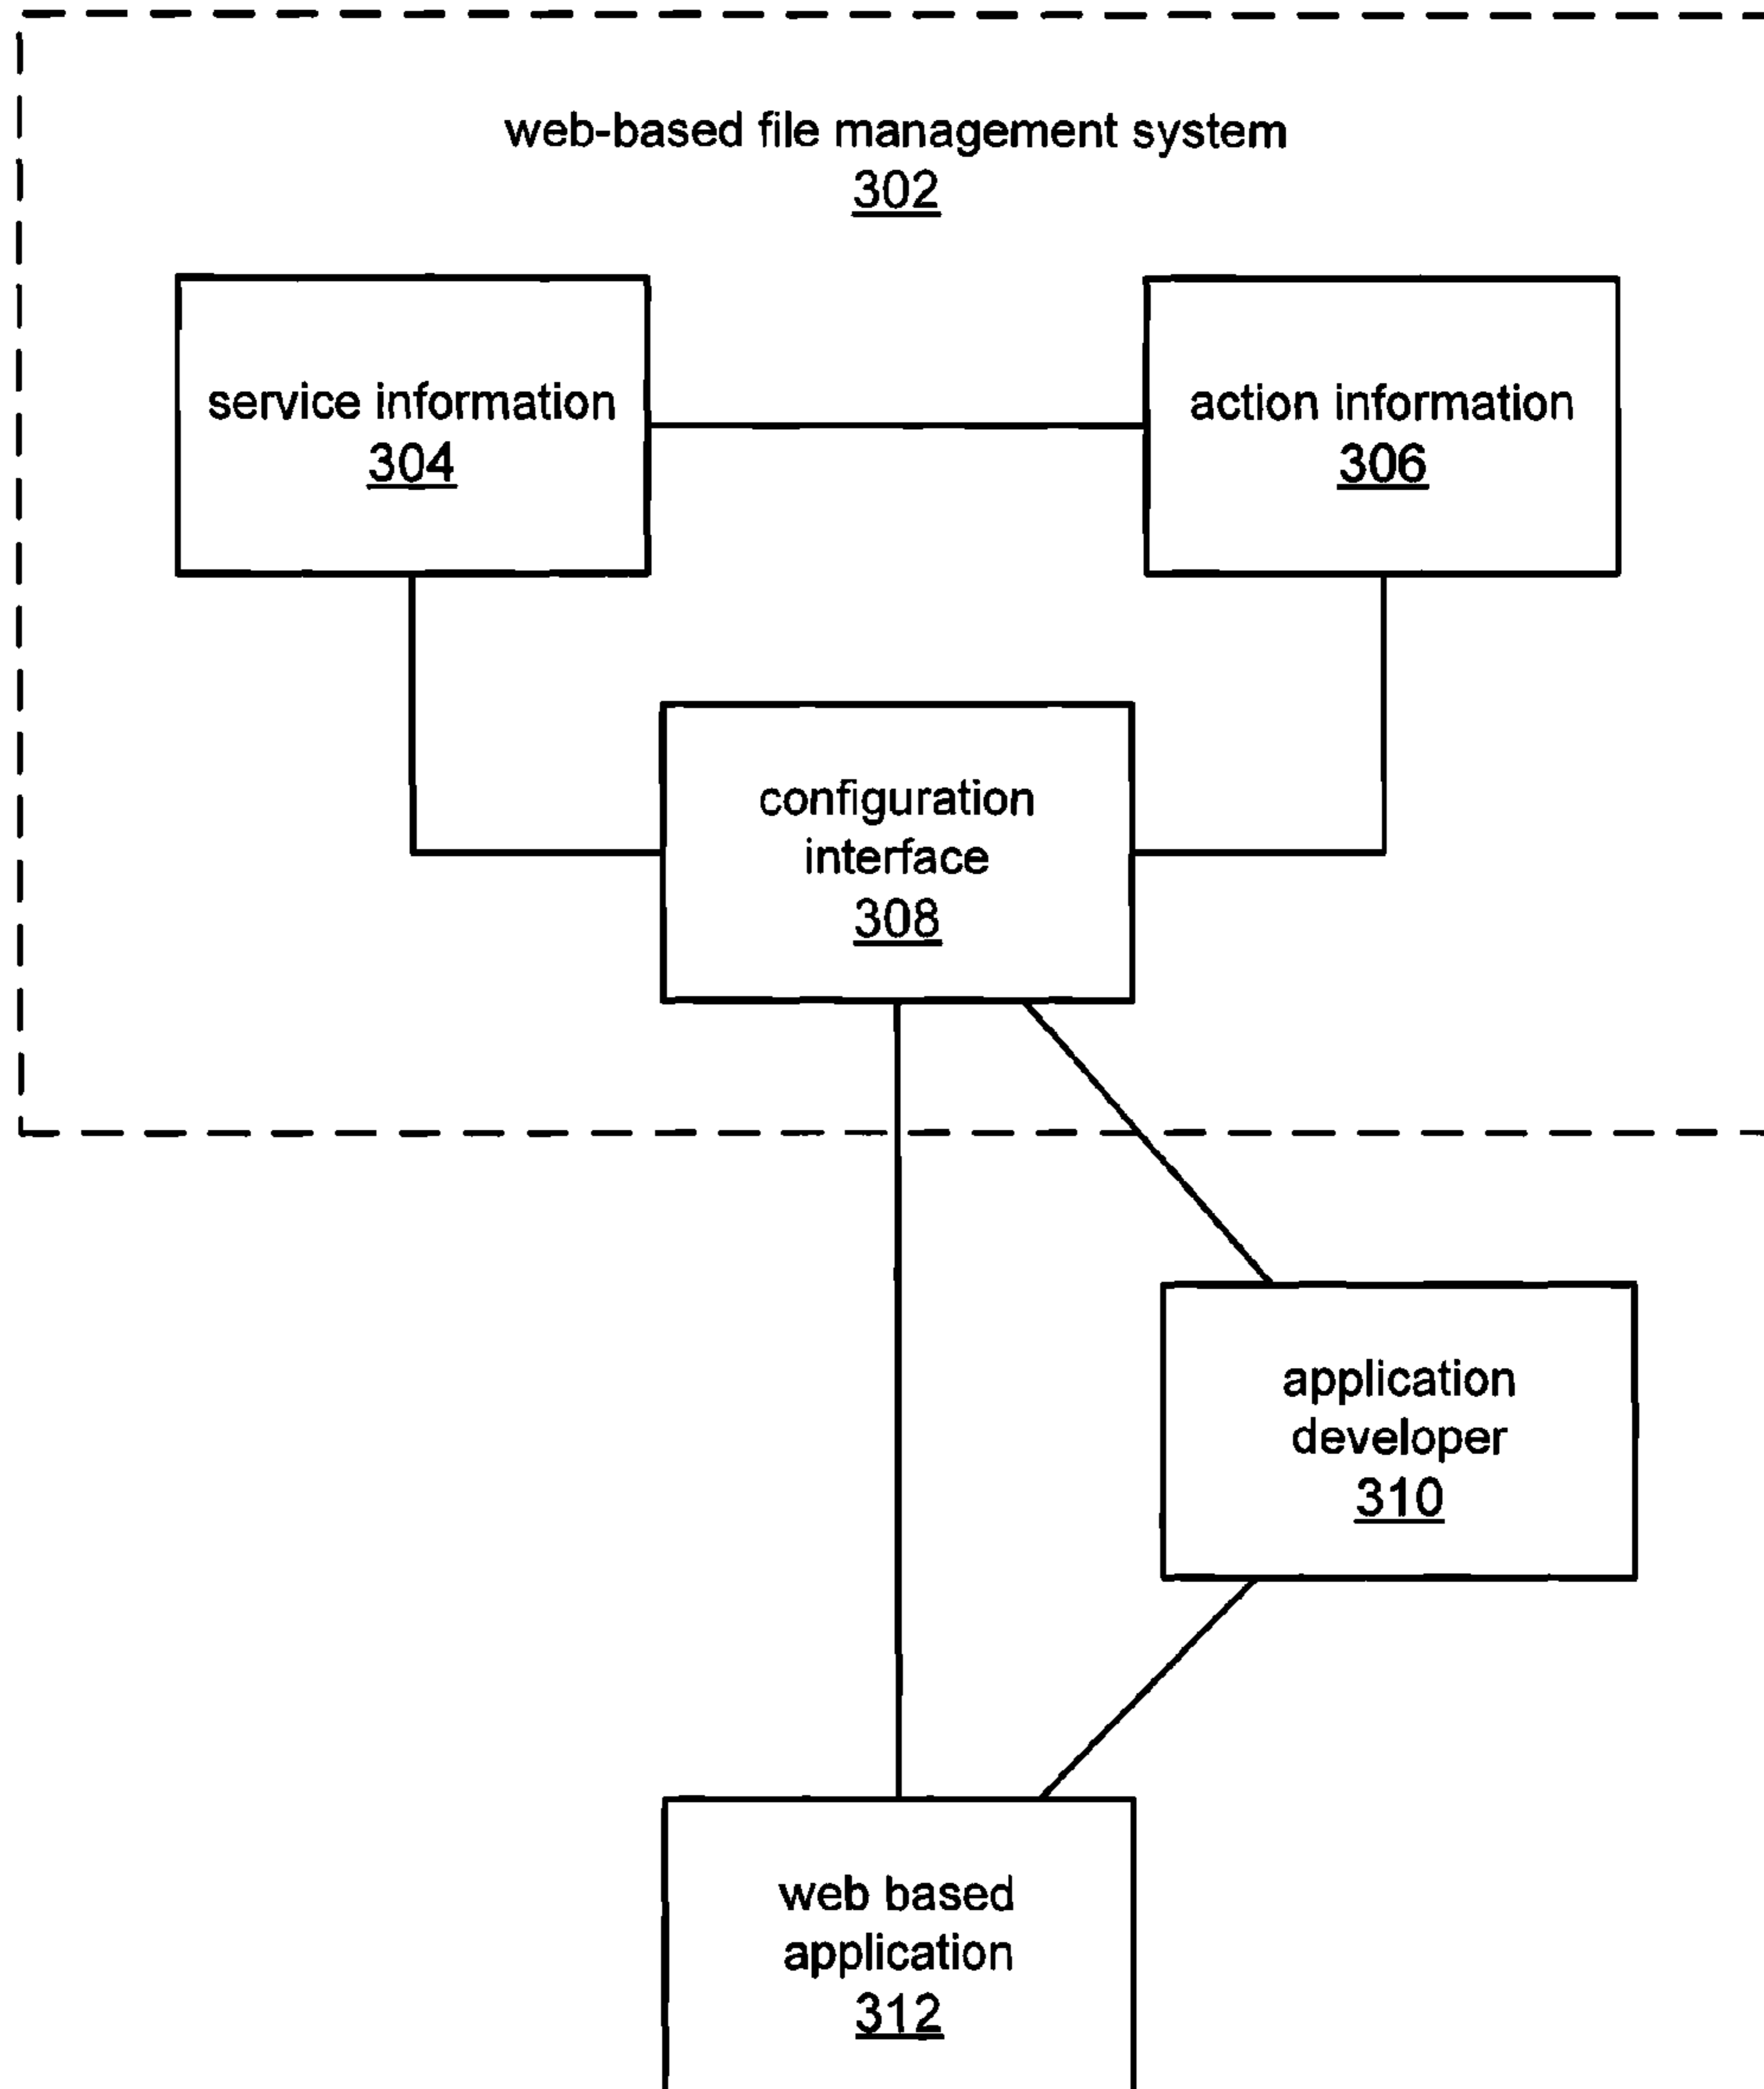 web-based file management system
302
service information
304
action information
306
configuration
interface
308
application
developer
310
web based
application
312